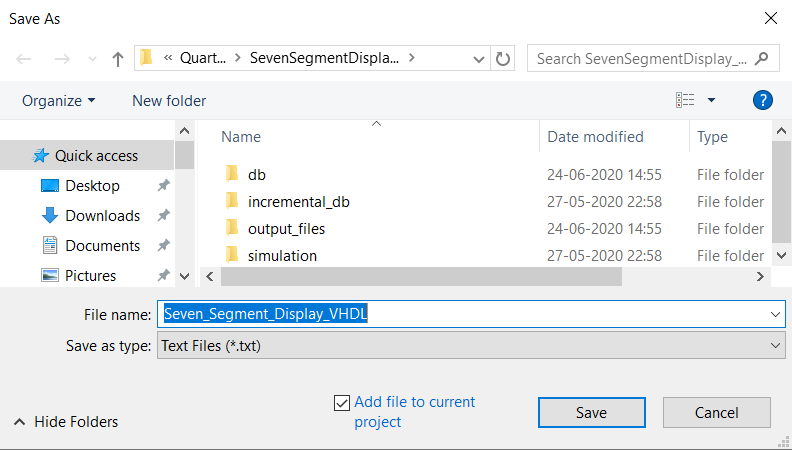 Save As
« Quart... > SevenSegmentDispla... >
Search SevenSegmentDisplay_...
Organize New folder ?
Name Date modified Type
Quick access
Desktop
Downloads
Documents
Pictures
db 24-06-2020 14:55 File folder
incremental_db 27-05-2020 22:58 File folder
output_files 24-06-2020 14:55 File folder
simulation 27-05-2020 22:58 File folder
File name: Seven_Segment_Display_VHDL
Save as type: Text Files (*.txt)
Add file to current
project
Save Cancel
Hide Folders